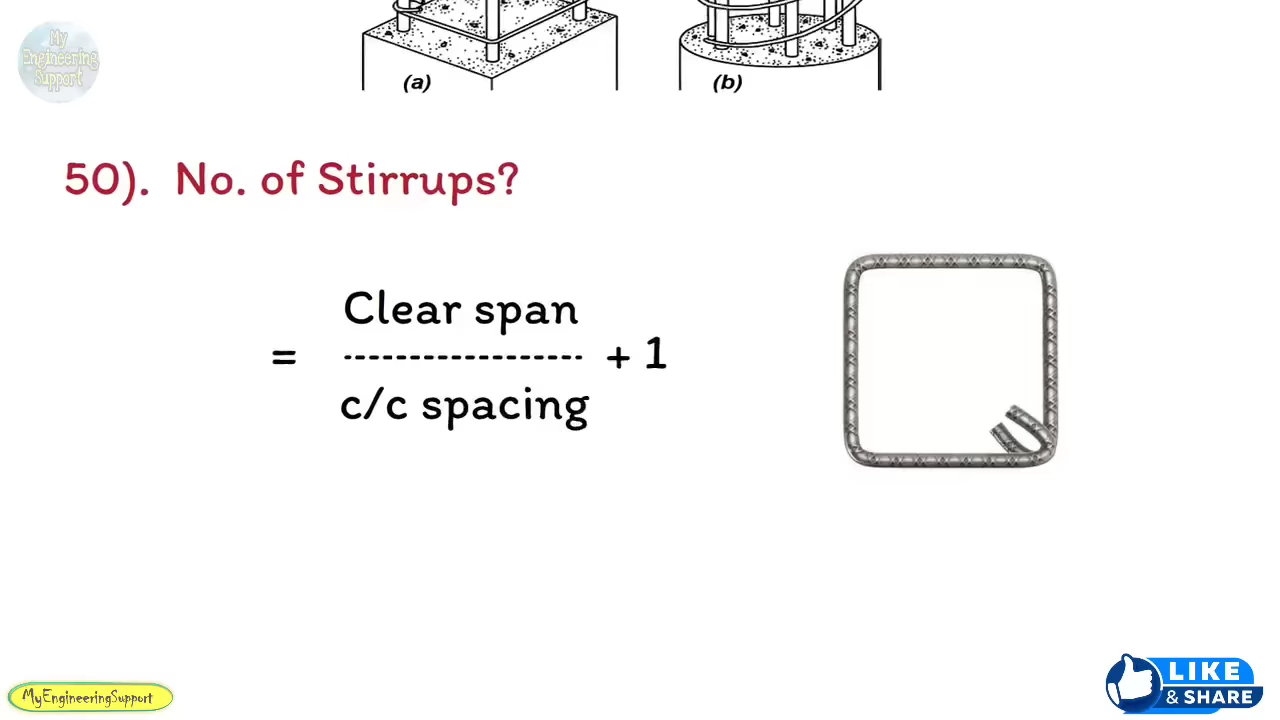 My
Engineering
Support
(a)
(b)
50). No. of Stirrups?
Clear span
= ------------------ + 1
c/c spacing
MyEngineeringSupport
LIKE
& SHARE